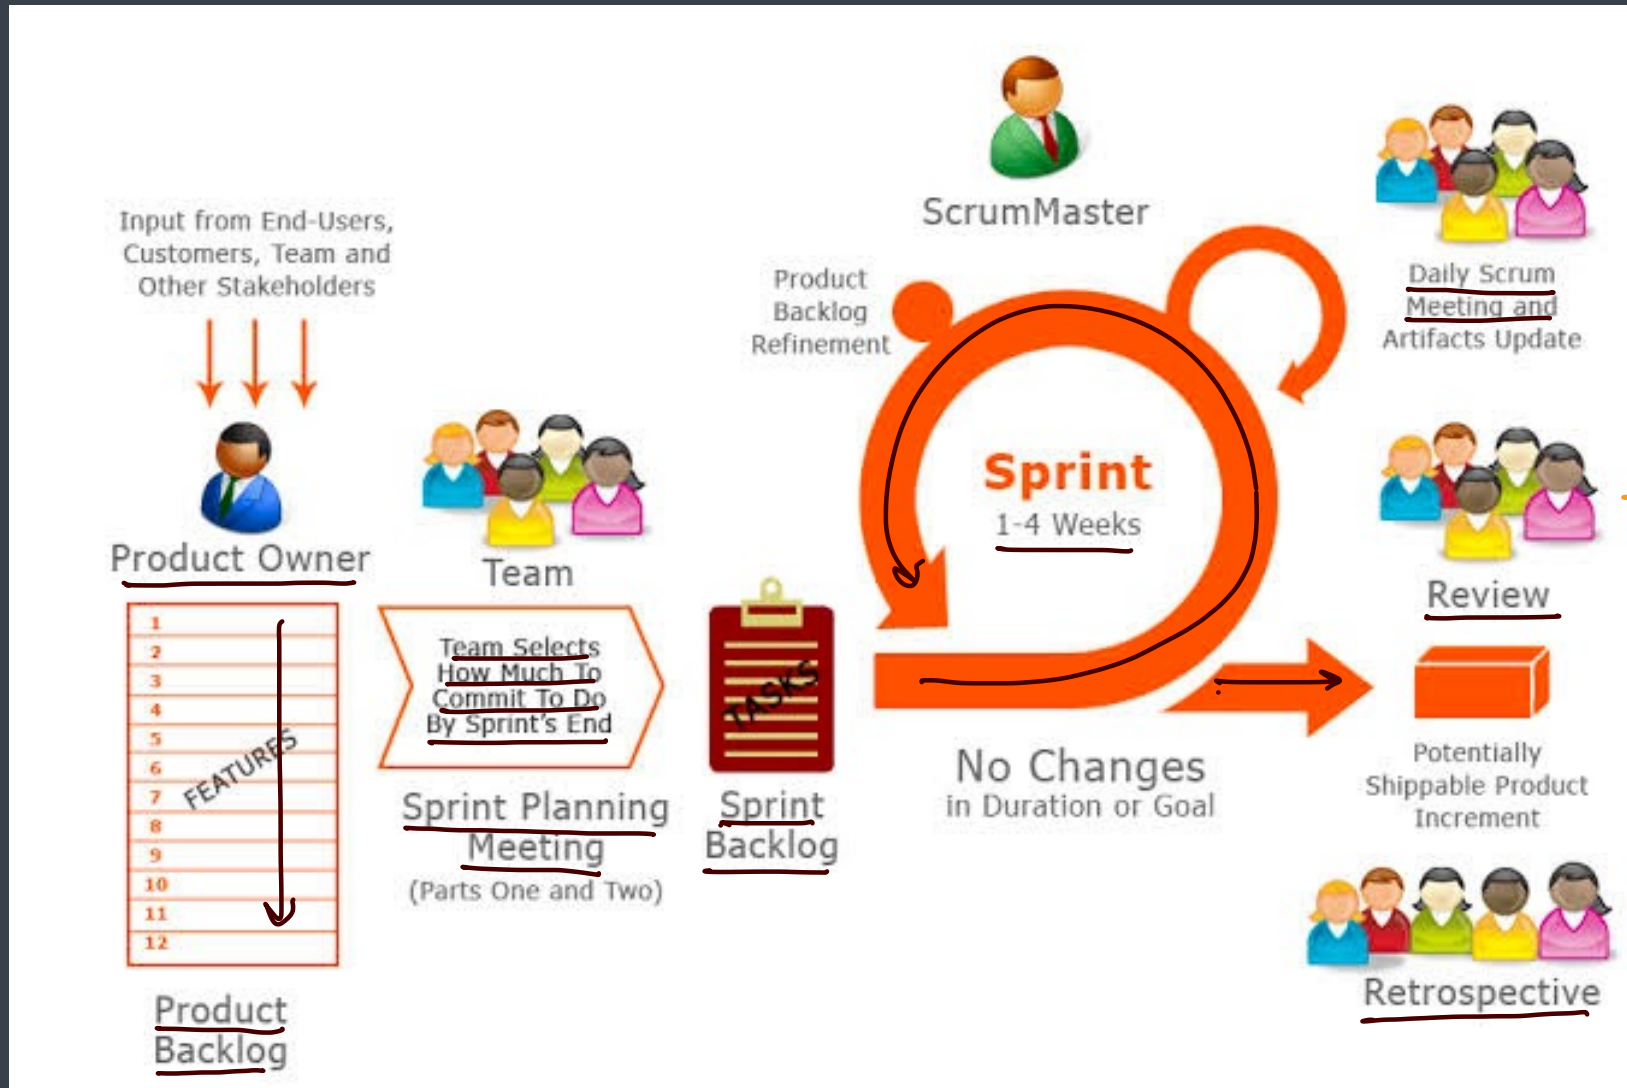 Input from End-Users,
Customers, Team and
Other Stakeholders
Product Owner
1
2
3
4
5
6
7
8
9
10
11
12
FEATURES
Product
Backlog
Team
Team Selects
How Much To
Commit To Do
By Sprint's End
Sprint Planning
Meeting
(Parts One and Two)
TASKS
Sprint
Backlog
ScrumMaster
Product
Backlog
Refinement
Sprint
1-4 Weeks
No Changes
in Duration or Goal
Daily Scrum
Meeting and
Artifacts Update
Review
Potentially
Shippable Product
Increment
Retrospective